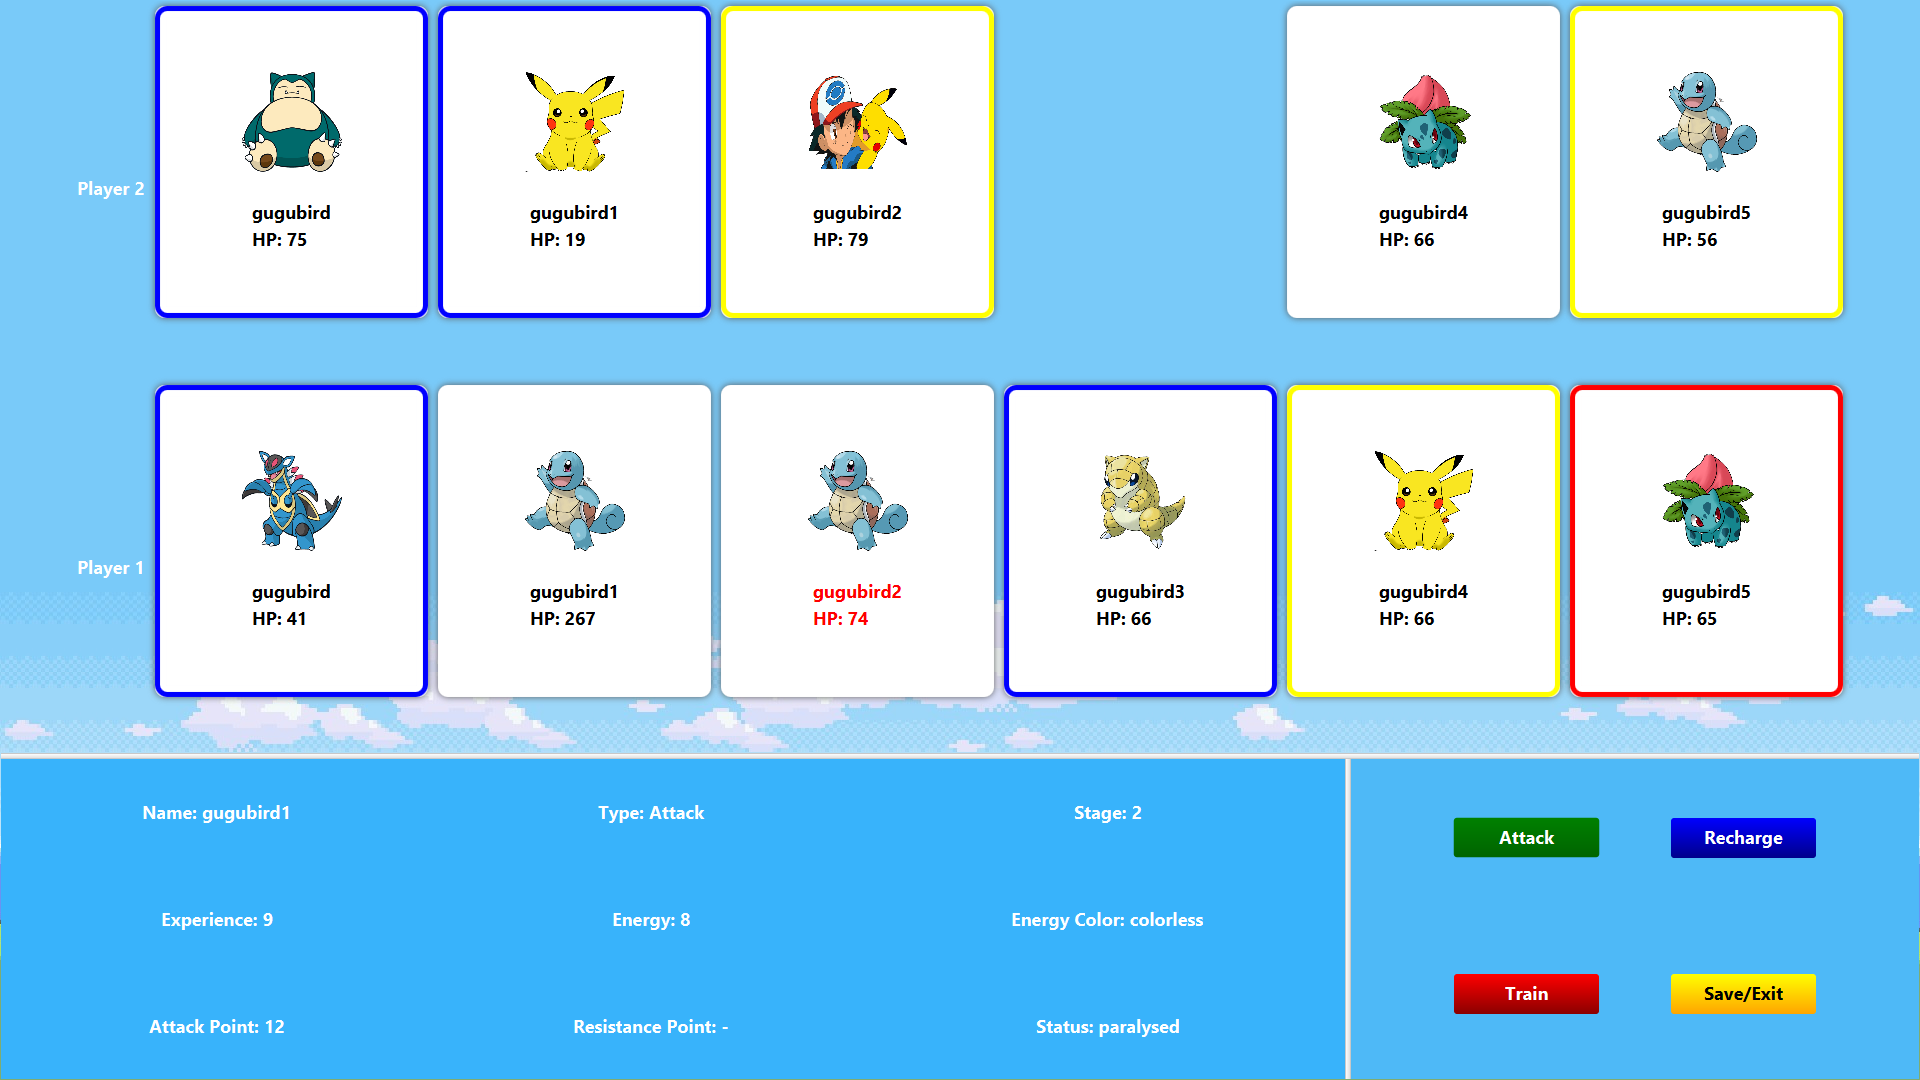 Player 2
gugubird
HP: 75
gugubird1
HP: 19
gugubird2
HP: 79
gugubird4
HP: 66
gugubird5
HP: 56
Player 1
gugubird
HP: 41
gugubird1
HP: 267
gugubird2
HP: 74
gugubird3
HP: 66
gugubird4
HP: 66
gugubird5
HP: 65
Name: gugubird1
Type: Attack
Stage: 2
Experience: 9
Energy: 8
Energy Color: colorless
Attack Point: 12
Resistance Point: -
Status: paralysed
Attack
Recharge
Train
Save/Exit